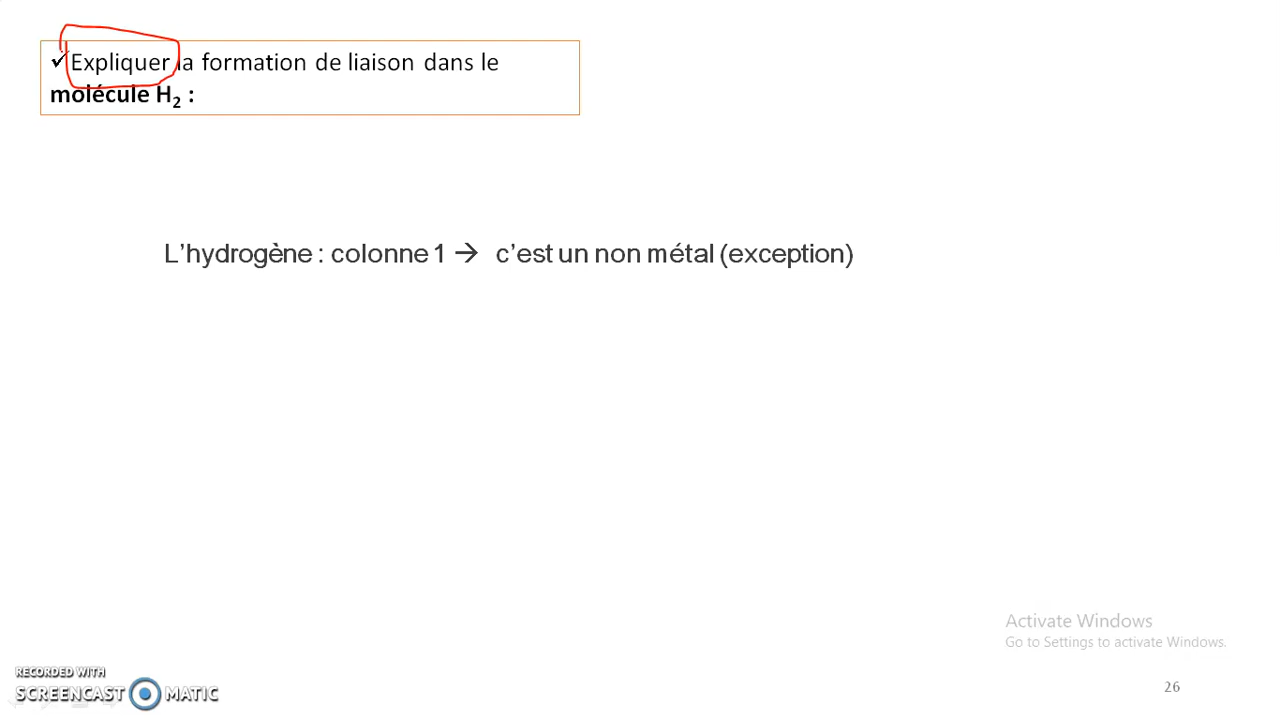 ✓Expliquer la formation de liaison dans le
molécule H₂ :
L'hydrogène : colonne 1 → c'est un non métal (exception)
Activate Windows
Go to Settings to activate Windows.
RECORDED WITH
SCREENCAST MATIC
26